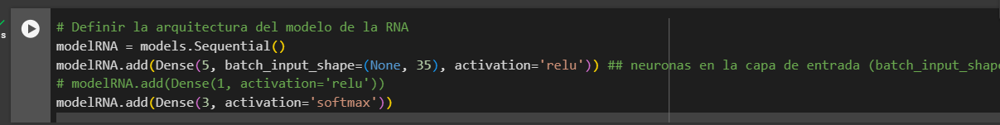 s
# Definir la arquitectura del modelo de la RNA
modelRNA = models.Sequential()
modelRNA.add(Dense(5, batch_input_shape=(None, 35), activation='relu')) ## neuronas en la capa de entrada (batch_input_shape
# modelRNA.add(Dense(1, activation='relu'))
modelRNA.add(Dense(3, activation='softmax'))